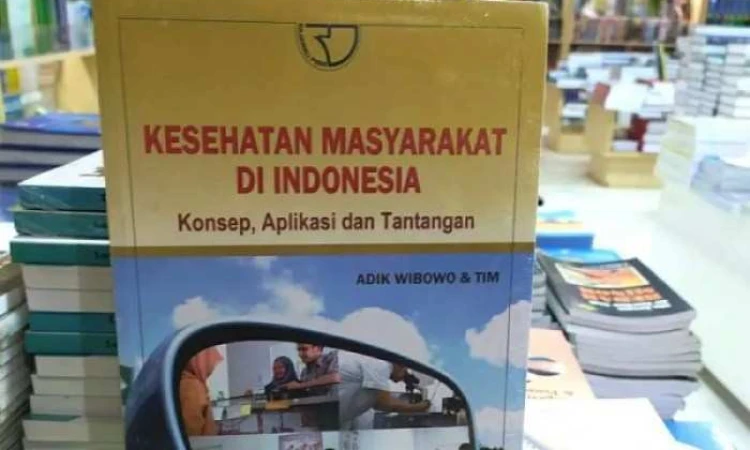 KESEHATAN MASYARAKAT
DI INDONESIA
Konsep, Aplikasi dan Tantangan
ADIK WIBOWO & TIM